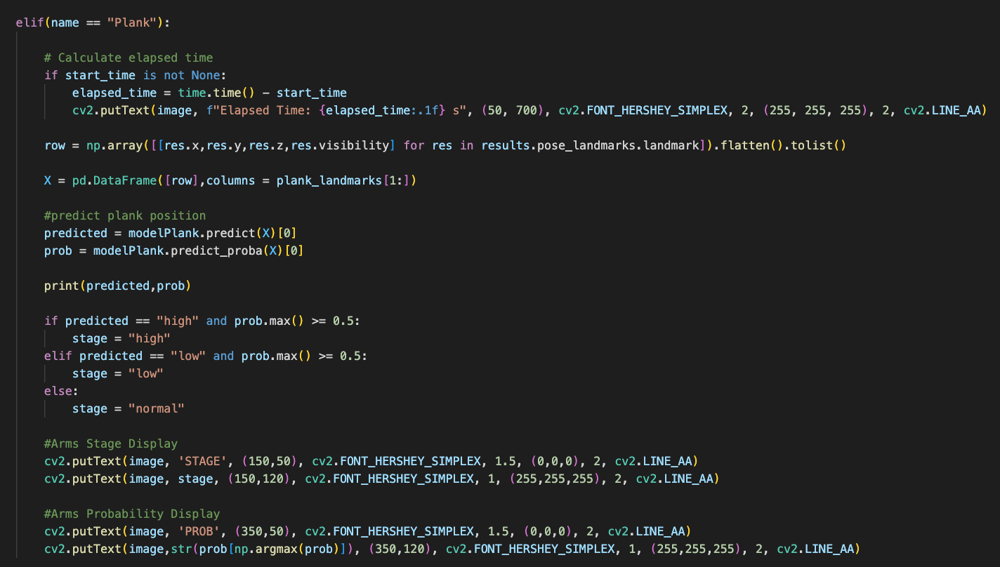 elif(name == "Plank"):
# Calculate elapsed time
if start_time is not None:
elapsed_time = time.time() - start_time
cv2.putText(image, f"Elapsed Time: {elapsed_time:.1f} s", (50, 700), cv2.FONT_HERSHEY_SIMPLEX, 2, (255, 255, 255), 2, cv2.LINE_AA)
row = np.array([[res.x,res.y,res.z,res.visibility] for res in results.pose_landmarks.landmark]).flatten().tolist()
X = pd.DataFrame([row],columns = plank_landmarks[1:])
#predict plank position
predicted = modelPlank.predict(X)[0]
prob = modelPlank.predict_proba(X)[0]
print(predicted,prob)
if predicted == "high" and prob.max() >= 0.5:
stage = "high"
elif predicted == "low" and prob.max() >= 0.5:
stage = "low"
else:
stage = "normal"
#Arms Stage Display
cv2.putText(image, 'STAGE', (150,50), cv2.FONT_HERSHEY_SIMPLEX, 1.5, (0,0,0), 2, cv2.LINE_AA)
cv2.putText(image, stage, (150,120), cv2.FONT_HERSHEY_SIMPLEX, 1, (255,255,255), 2, cv2.LINE_AA)
#Arms Probability Display
cv2.putText(image, 'PROB', (350,50), cv2.FONT_HERSHEY_SIMPLEX, 1.5, (0,0,0), 2, cv2.LINE_AA)
cv2.putText(image,str(prob[np.argmax(prob)]), (350,120), cv2.FONT_HERSHEY_SIMPLEX, 1, (255,255,255), 2, cv2.LINE_AA)